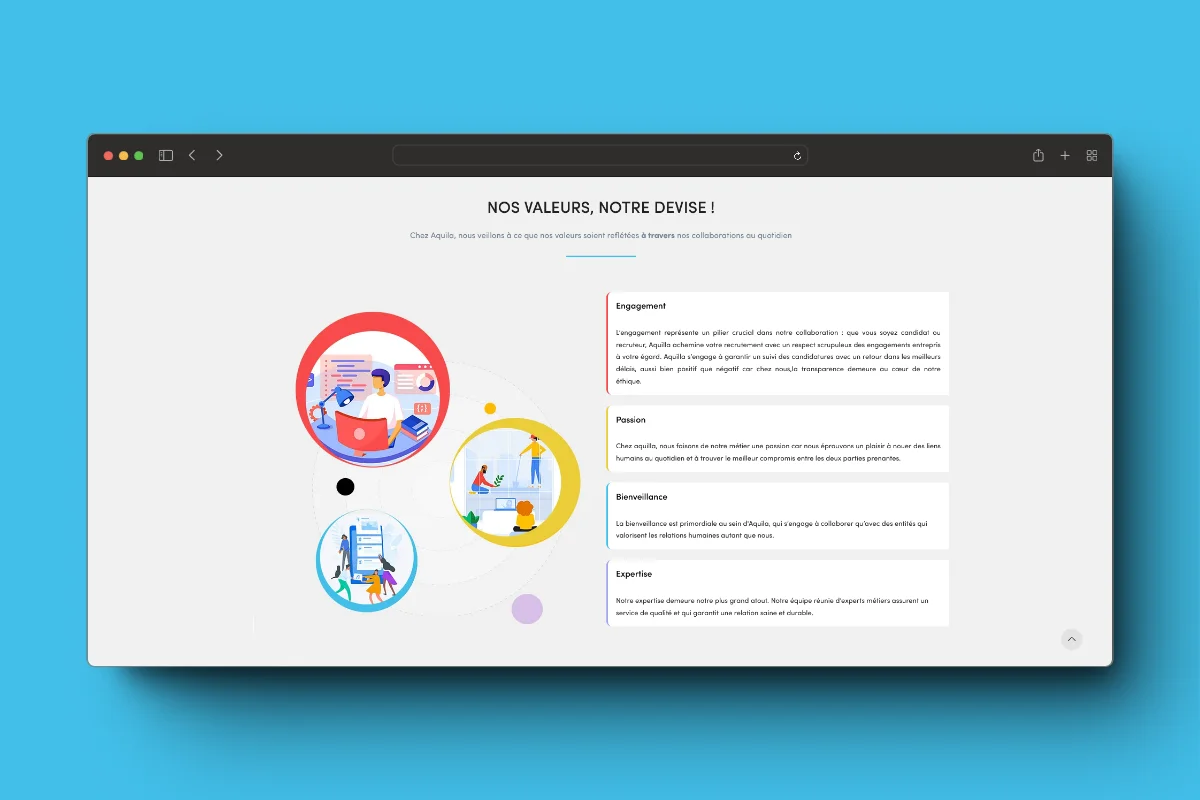 NOS VALEURS, NOTRE DEVISE !
Chez Aquila, nous veillons à ce que nos valeurs soient reflétées à travers nos collaborations au quotidien
Engagement
L'engagement représente un pilier crucial dans notre collaboration : que vous soyez candidat ou
recruteur, Aquilla achemine votre recrutement avec un respect scrupuleux des engagements entrepris
à votre égard. Aquilla s'engage à garantir un suivi des candidatures avec un retour dans les meilleurs
délais, aussi bien positif que négatif car chez nous,la transparence demeure au cœur de notre
éthique.
Passion
Chez aquilla, nous faisons de notre métier une passion car nous éprouvons un plaisir à nouer des liens
humains au quotidien et à trouver le meilleur compromis entre les deux parties prenantes.
Bienveillance
La bienveillance est primordiale au sein d'Aquila, qui s'engage à collaborer qu'avec des entités qui
valorisent les relations humaines autant que nous.
Expertise
Notre expertise demeure notre plus grand atout. Notre équipe réunie d'experts métiers assurent un
service de qualité et qui garantit une relation saine et durable.